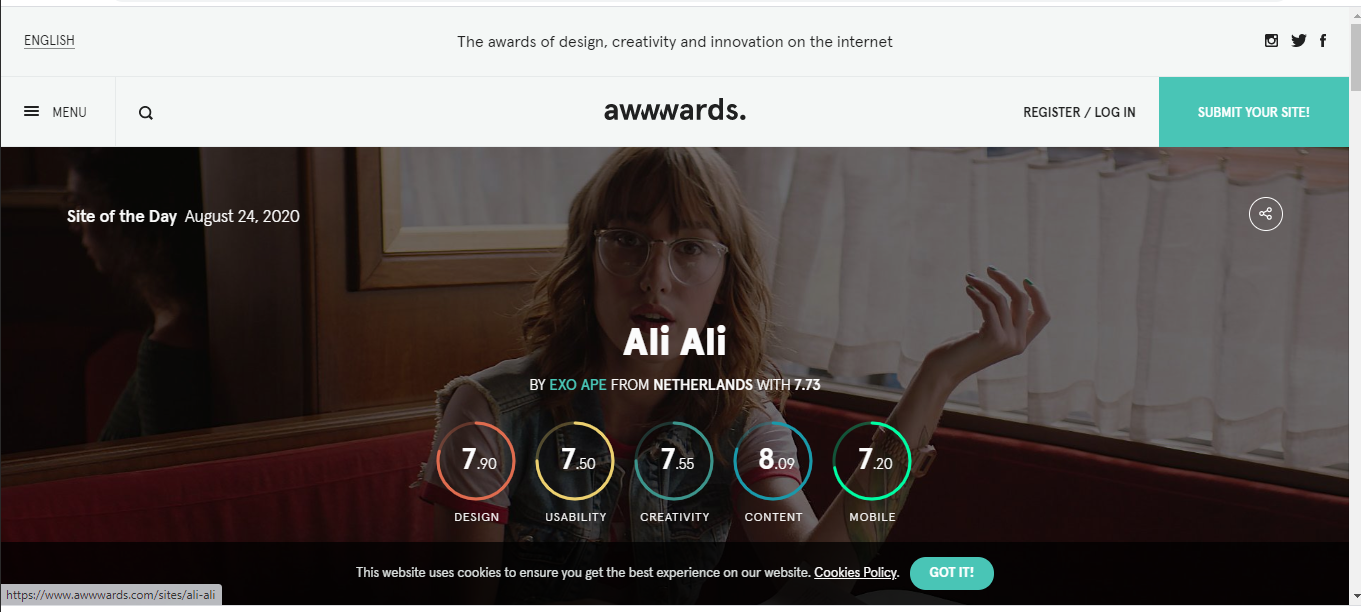 ENGLISH
The awards of design, creativity and innovation on the internet
MENU
awwwards.
REGISTER / LOG IN
SUBMIT YOUR SITE!
Site of the Day August 24, 2020
Ali Ali
BY EXO APE FROM NETHERLANDS WITH 7.73
7.90 7.50 7.55 8.09 7.20
DESIGN USABILITY CREATIVITY CONTENT MOBILE
This website uses cookies to ensure you get the best experience on our website. Cookies Policy. GOT IT!
https://www.awwwards.com/sites/ali-ali